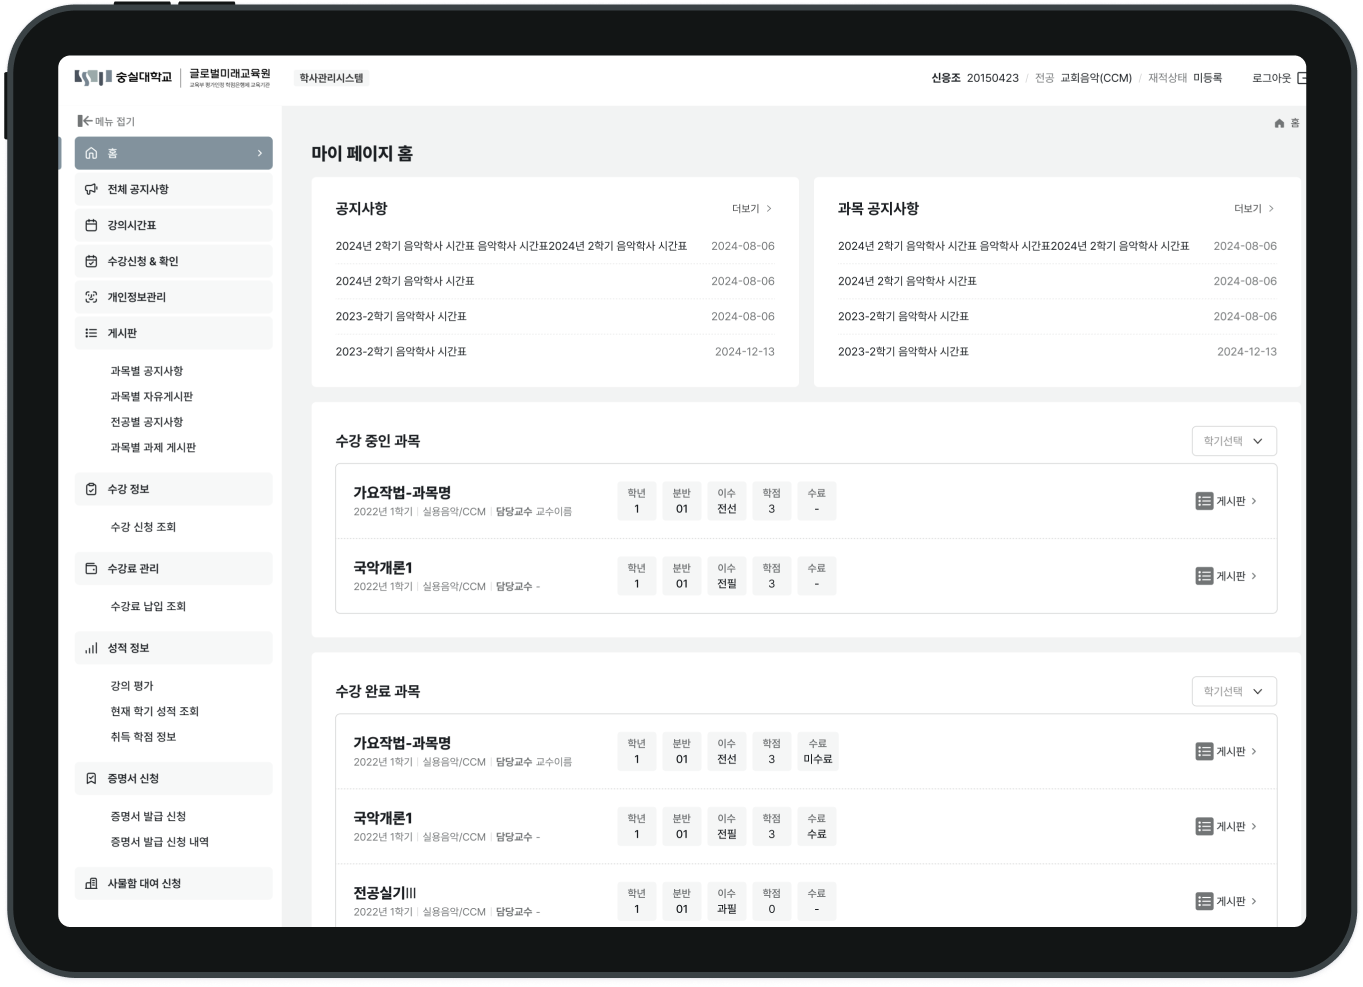 숭실대학교 글로벌미래교육원
교육부 평가인정 학점은행제 교육기관
학사관리시스템
신응조 20150423 / 전공 교회음악(CCM) / 재적상태 미등록
로그아웃
메뉴 접기
홈
전체 공지사항
강의시간표
수강신청 & 확인
개인정보관리
게시판
과목별 공지사항
과목별 자유게시판
전공별 공지사항
과목별 과제 게시판
수강 정보
수강 신청 조회
수강료 관리
수강료 납입 조회
성적 정보
강의 평가
현재 학기 성적 조회
취득 학점 정보
증명서 신청
증명서 발급 신청
증명서 발급 신청 내역
사물함 대여 신청
홈
마이 페이지 홈
공지사항 더보기
2024년 2학기 음악학사 시간표 음악학사 시간표2024년 2학기 음악학사 시간표 2024-08-06
2024년 2학기 음악학사 시간표 2024-08-06
2023-2학기 음악학사 시간표 2024-08-06
2023-2학기 음악학사 시간표 2024-12-13
과목 공지사항 더보기
2024년 2학기 음악학사 시간표 음악학사 시간표2024년 2학기 음악학사 시간표 2024-08-06
2024년 2학기 음악학사 시간표 2024-08-06
2023-2학기 음악학사 시간표 2024-08-06
2023-2학기 음악학사 시간표 2024-12-13
수강 중인 과목 학기선택
가요작법-과목명
2022년 1학기 | 실용음악/CCM | 담당교수 교수이름
학년 분반 이수 학점 수료
1 01 전선 3 -
게시판
국악개론1
2022년 1학기 | 실용음악/CCM | 담당교수 -
학년 분반 이수 학점 수료
1 01 전필 3 -
게시판
수강 완료 과목 학기선택
가요작법-과목명
2022년 1학기 | 실용음악/CCM | 담당교수 교수이름
학년 분반 이수 학점 수료
1 01 전선 3 미수료
게시판
국악개론1
2022년 1학기 | 실용음악/CCM | 담당교수 -
학년 분반 이수 학점 수료
1 01 전필 3 수료
게시판
전공실기III
2022년 1학기 | 실용음악/CCM | 담당교수 -
학년 분반 이수 학점 수료
1 01 과필 0 -
게시판